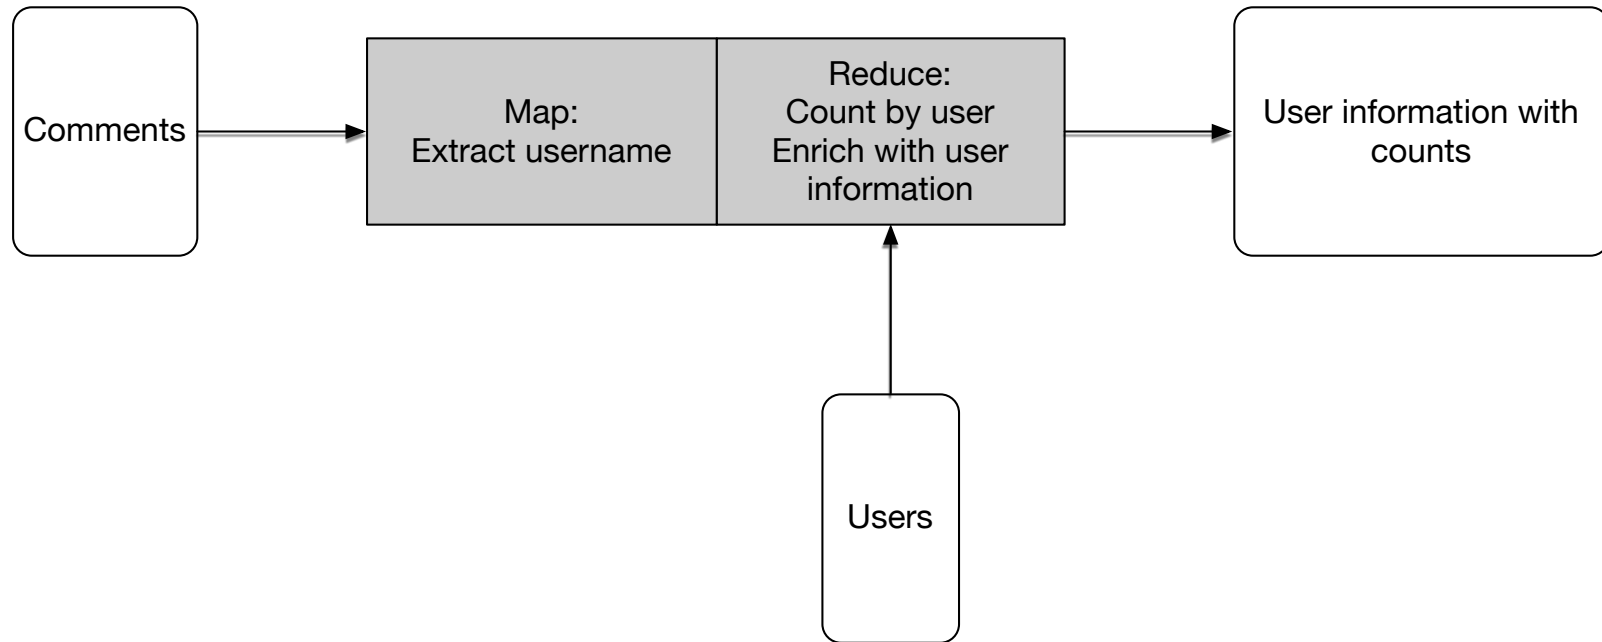 Comments
Map:
Extract username
Reduce:
Count by user
Enrich with user
information
User information with
counts
Users